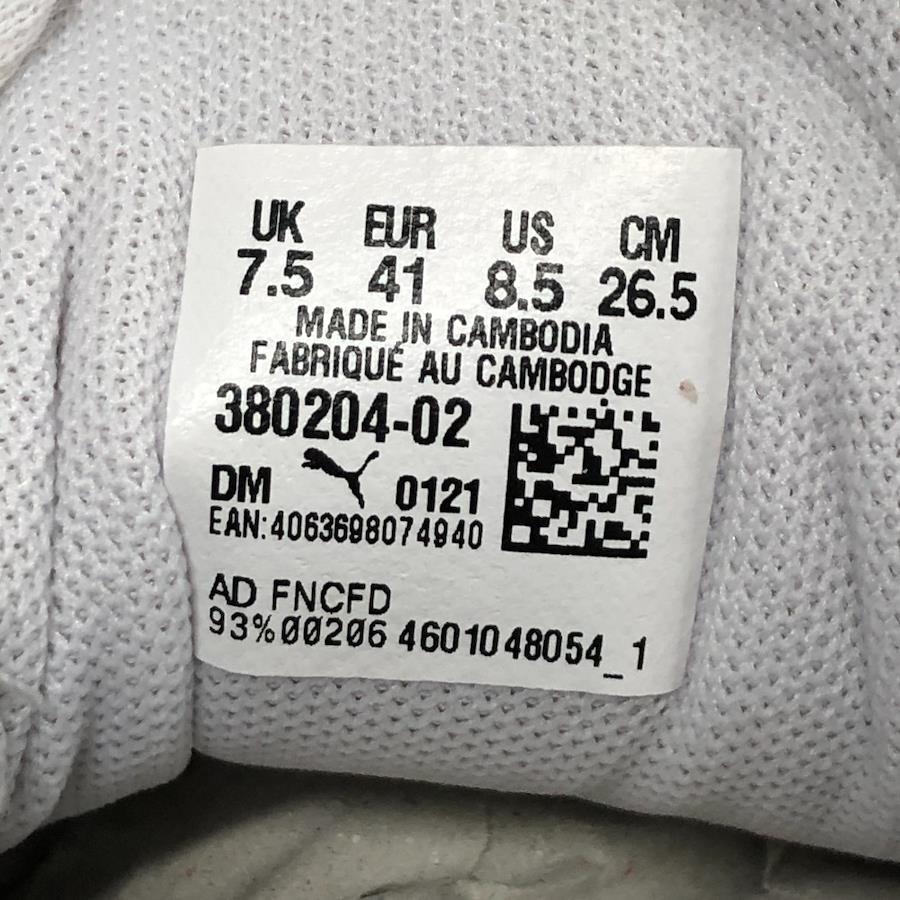 UK EUR US CM
7.5 41 8.5 26.5
MADE IN CAMBODIA
FABRIQUÉ AU CAMBODGE
380204-02
DM 0121
EAN:4063698074940
AD FNCFD
93%00206 4601048054_1